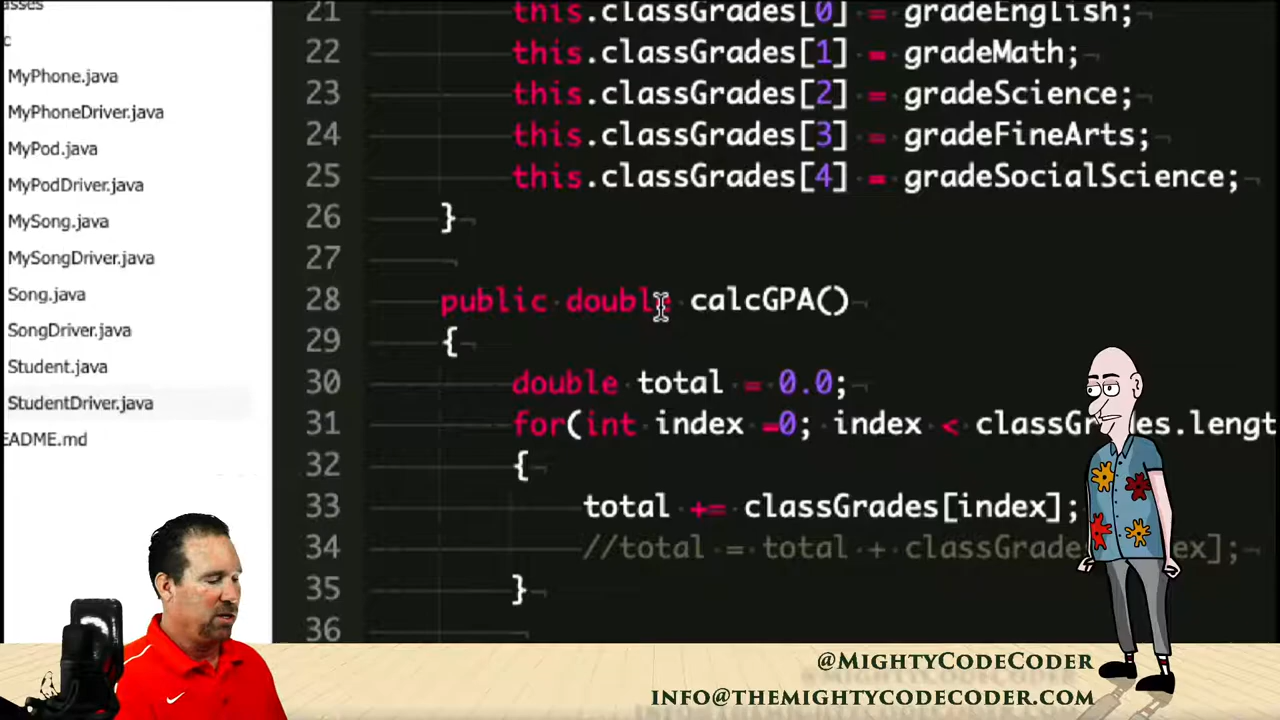 asses
c
MyPhone.java
MyPhoneDriver.java
MyPod.java
MyPodDriver.java
MySong.java
MySongDriver.java
Song.java
SongDriver.java
Student.java
StudentDriver.java
EADME.md
21 this.classGrades[0] = gradeEnglish;
22 this.classGrades[1] = gradeMath;
23 this.classGrades[2] = gradeScience;
24 this.classGrades[3] = gradeFineArts;
25 this.classGrades[4] = gradeSocialScience;
26 }
27
28 public double calcGPA()
29 {
30 double total = 0.0;
31 for(int index =0; index < classGrades.lengt
32 {
33 total += classGrades[index];
34 //total = total + classGrade ex];
35 }
36
@MightyCodeCoder
info@themightycodecoder.com